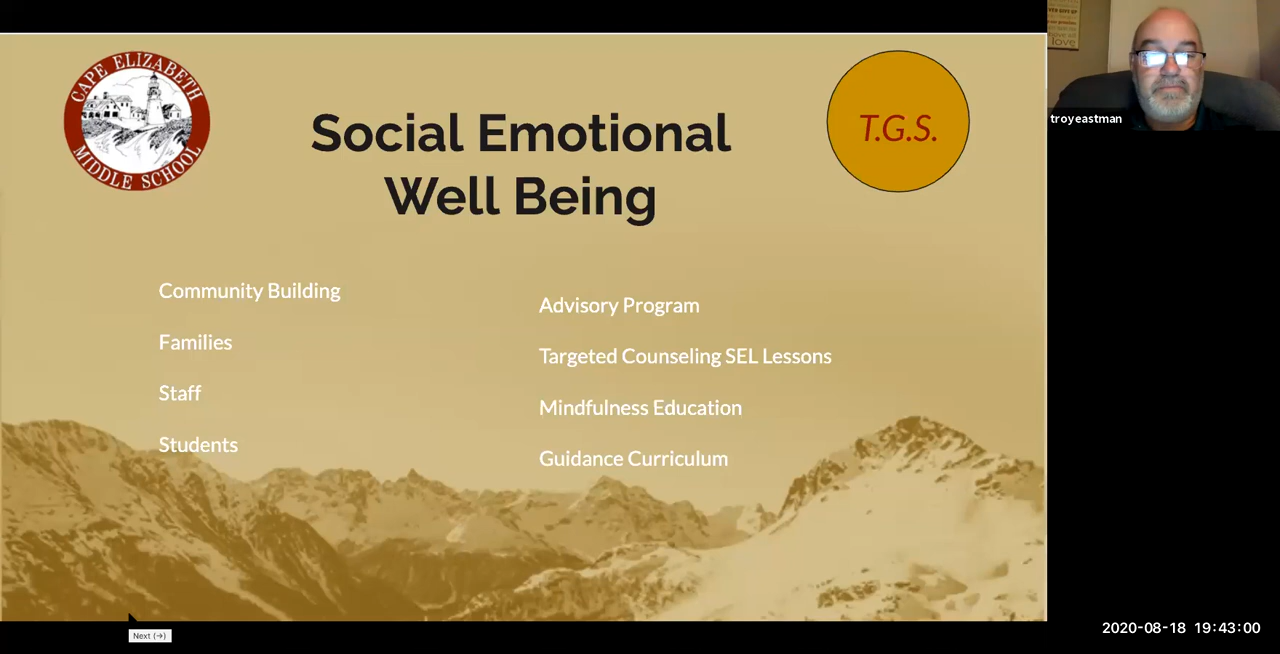 CAPE ELIZABETH
MIDDLE SCHOOL
Social Emotional
Well Being
T.G.S.
Community Building
Families
Staff
Students
Advisory Program
Targeted Counseling SEL Lessons
Mindfulness Education
Guidance Curriculum
love
troyeastman
Next (→)
2020-08-18 19:43:00